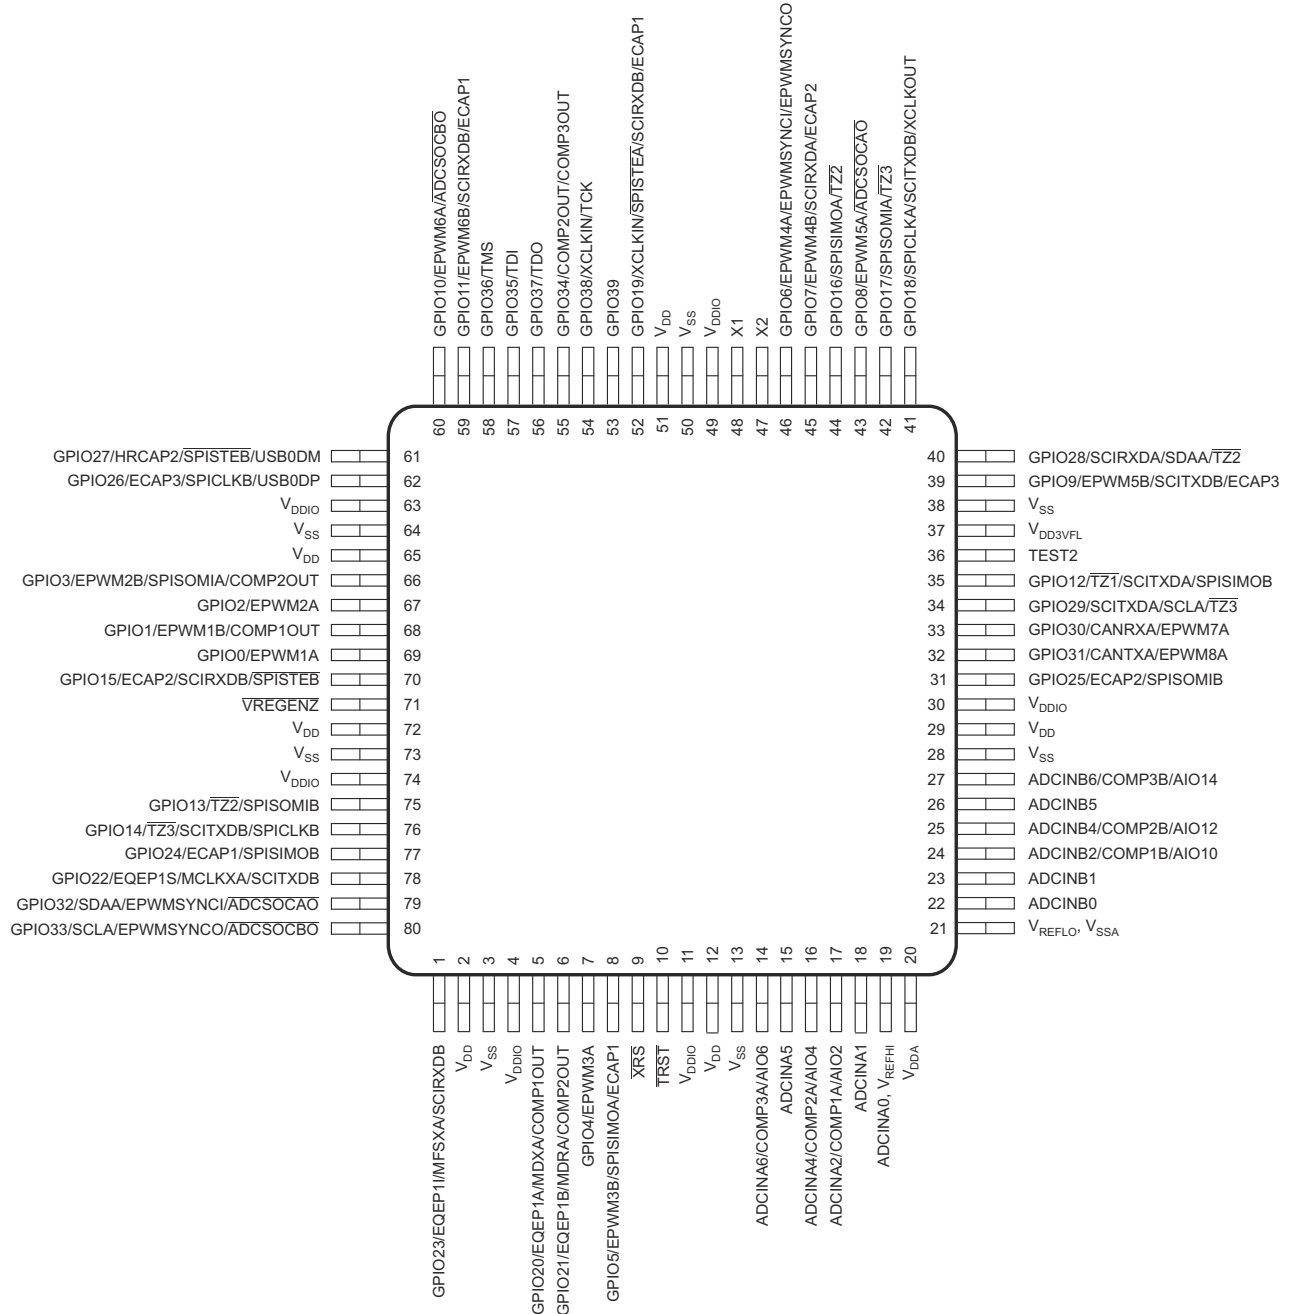 GPIO10/EPWM6A/ADCSOCBO
GPIO11/EPWM6B/SCIRXDB/ECAP1
GPIO36/TMS
GPIO35/TDI
GPIO37/TDO
GPIO34/COMP2OUT/COMP3OUT
GPIO38/XCLKIN/TCK
GPIO39
GPIO19/XCLKIN/SPISTEA/SCIRXDB/ECAP1
VDD
VSS
VDDIO
X1
X2
GPIO6/EPWM4A/EPWMSYNCI/EPWMSYNCO
GPIO7/EPWM4B/SCIRXDA/ECAP2
GPIO16/SPISIMOA/TZ2
GPIO8/EPWM5A/ADCSOCAO
GPIO17/SPISOMIA/TZ3
GPIO18/SPICLKA/SCITXDB/XCLKOUT
60 59 58 57 56 55 54 53 52 51 50 49 48 47 46 45 44 43 42 41
GPIO27/HRCAP2/SPISTEB/USB0DM 61
GPIO26/ECAP3/SPICLKB/USB0DP 62
VDDIO 63
VSS 64
VDD 65
GPIO3/EPWM2B/SPISOMIA/COMP2OUT 66
GPIO2/EPWM2A 67
GPIO1/EPWM1B/COMP1OUT 68
GPIO0/EPWM1A 69
GPIO15/ECAP2/SCIRXDB/SPISTEB 70
VREGENZ 71
VDD 72
VSS 73
VDDIO 74
GPIO13/TZ2/SPISOMIB 75
GPIO14/TZ3/SCITXDB/SPICLKB 76
GPIO24/ECAP1/SPISIMOB 77
GPIO22/EQEP1S/MCLKXA/SCITXDB 78
GPIO32/SDAA/EPWMSYNCI/ADCSOCAO 79
GPIO33/SCLA/EPWMSYNCO/ADCSOCBO 80
40 GPIO28/SCIRXDA/SDAA/TZ2
39 GPIO9/EPWM5B/SCITXDB/ECAP3
38 VSS
37 VDD3VFL
36 TEST2
35 GPIO12/TZ1/SCITXDA/SPISIMOB
34 GPIO29/SCITXDA/SCLA/TZ3
33 GPIO30/CANRXA/EPWM7A
32 GPIO31/CANTXA/EPWM8A
31 GPIO25/ECAP2/SPISOMIB
30 VDDIO
29 VDD
28 VSS
27 ADCINB6/COMP3B/AIO14
26 ADCINB5
25 ADCINB4/COMP2B/AIO12
24 ADCINB2/COMP1B/AIO10
23 ADCINB1
22 ADCINB0
21 VREFLO, VSSA
1 2 3 4 5 6 7 8 9 10 11 12 13 14 15 16 17 18 19 20
GPIO23/EQEP1I/MFSXA/SCIRXDB
VDD
VSS
VDDIO
GPIO20/EQEP1A/MDXA/COMP1OUT
GPIO21/EQEP1B/MDRA/COMP2OUT
GPIO4/EPWM3A
GPIO5/EPWM3B/SPISIMOA/ECAP1
XRS
TRST
VDDIO
VDD
VSS
ADCINA6/COMP3A/AIO6
ADCINA5
ADCINA4/COMP2A/AIO4
ADCINA2/COMP1A/AIO2
ADCINA1
ADCINA0, VREFHI
VDDA